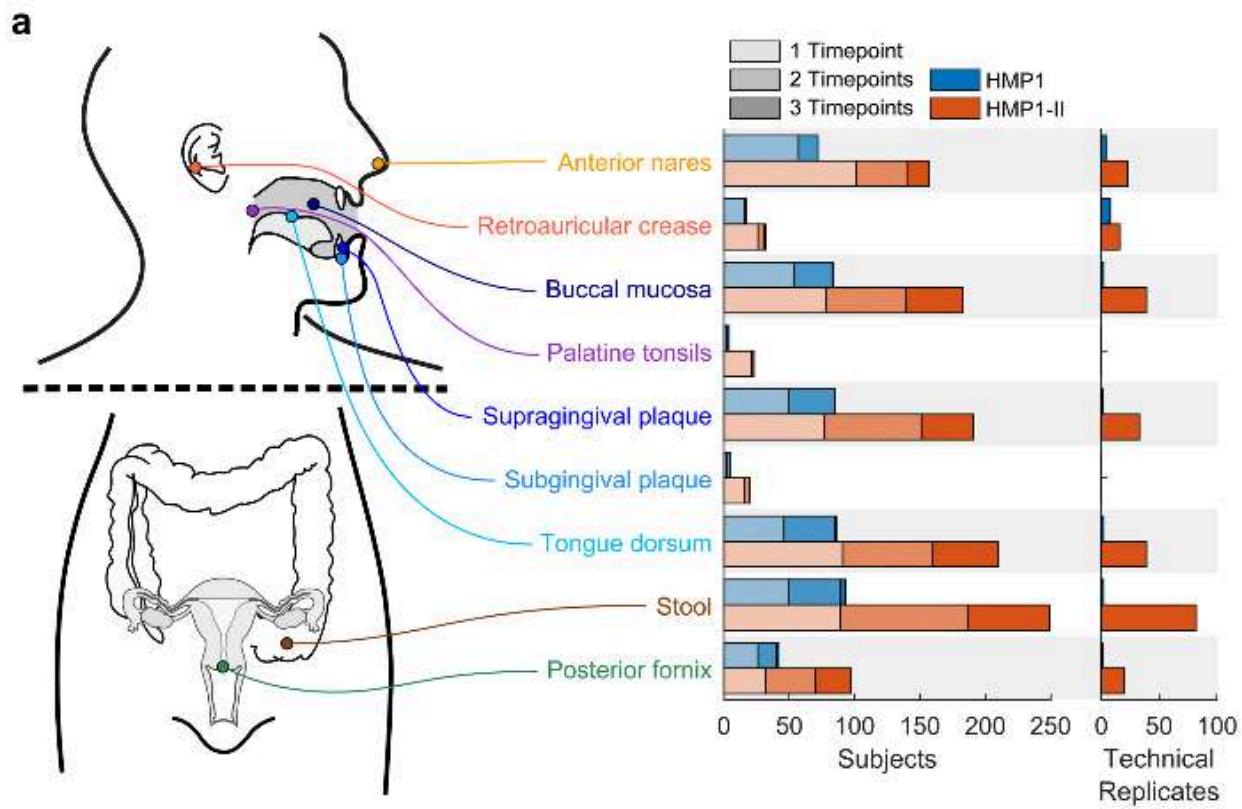 a
1 Timepoint
2 Timepoints
3 Timepoints
HMP1
HMP1-II
Anterior nares
Retroauricular crease
Buccal mucosa
Palatine tonsils
Supragingival plaque
Subgingival plaque
Tongue dorsum
Stool
Posterior fornix
0 50 100 150 200 250
Subjects
0 50 100
Technical
Replicates